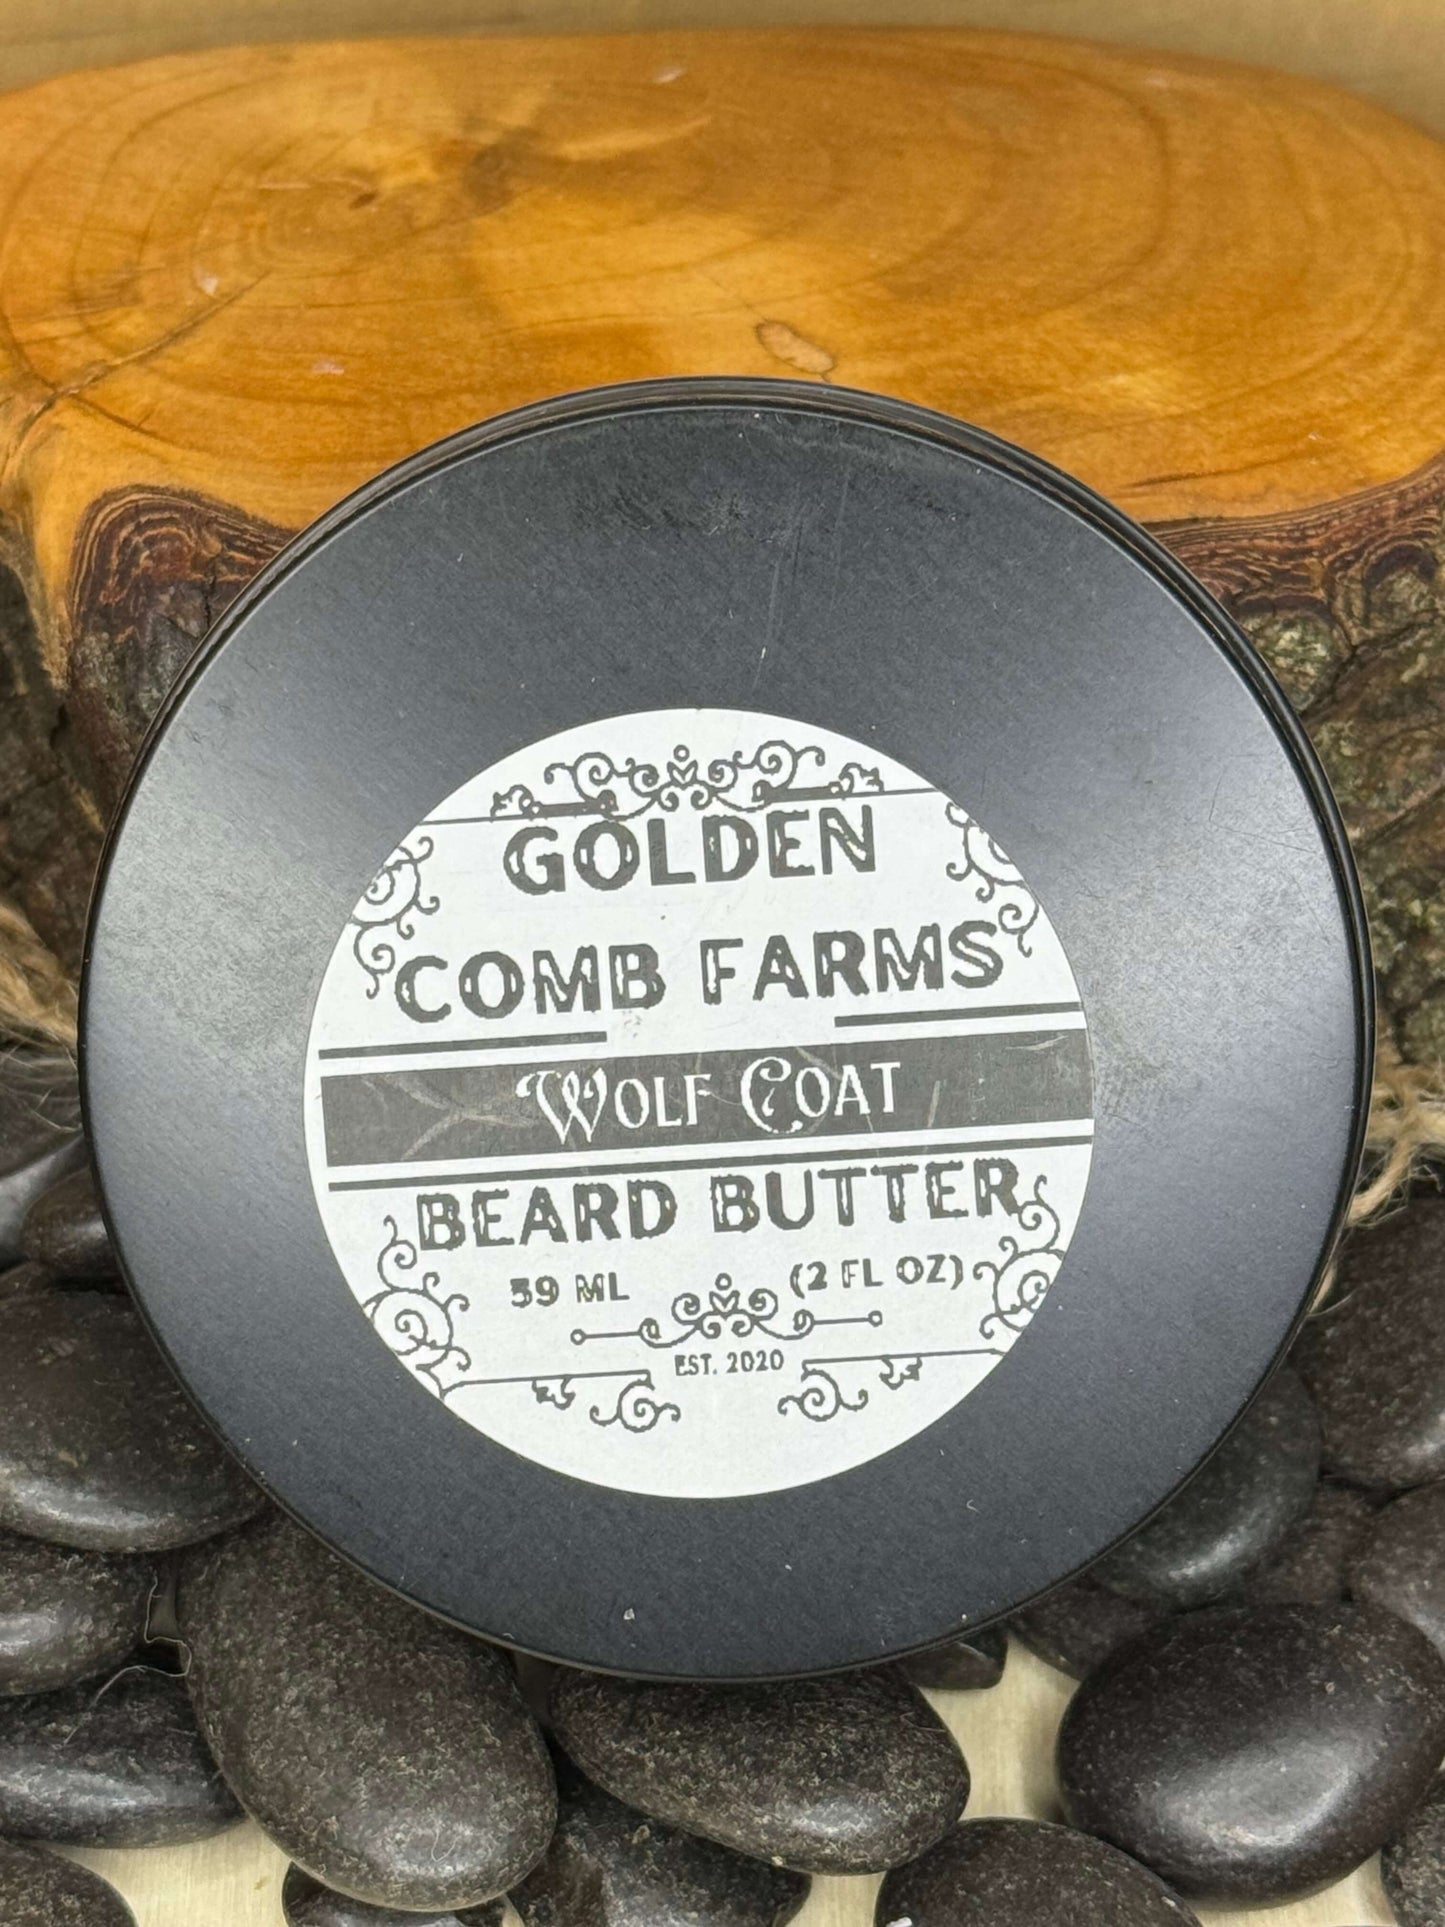 GOLDEN
COMB FARMS
WOLF COAT
BEARD BUTTER
59 ML (2 FL OZ)
EST. 2020